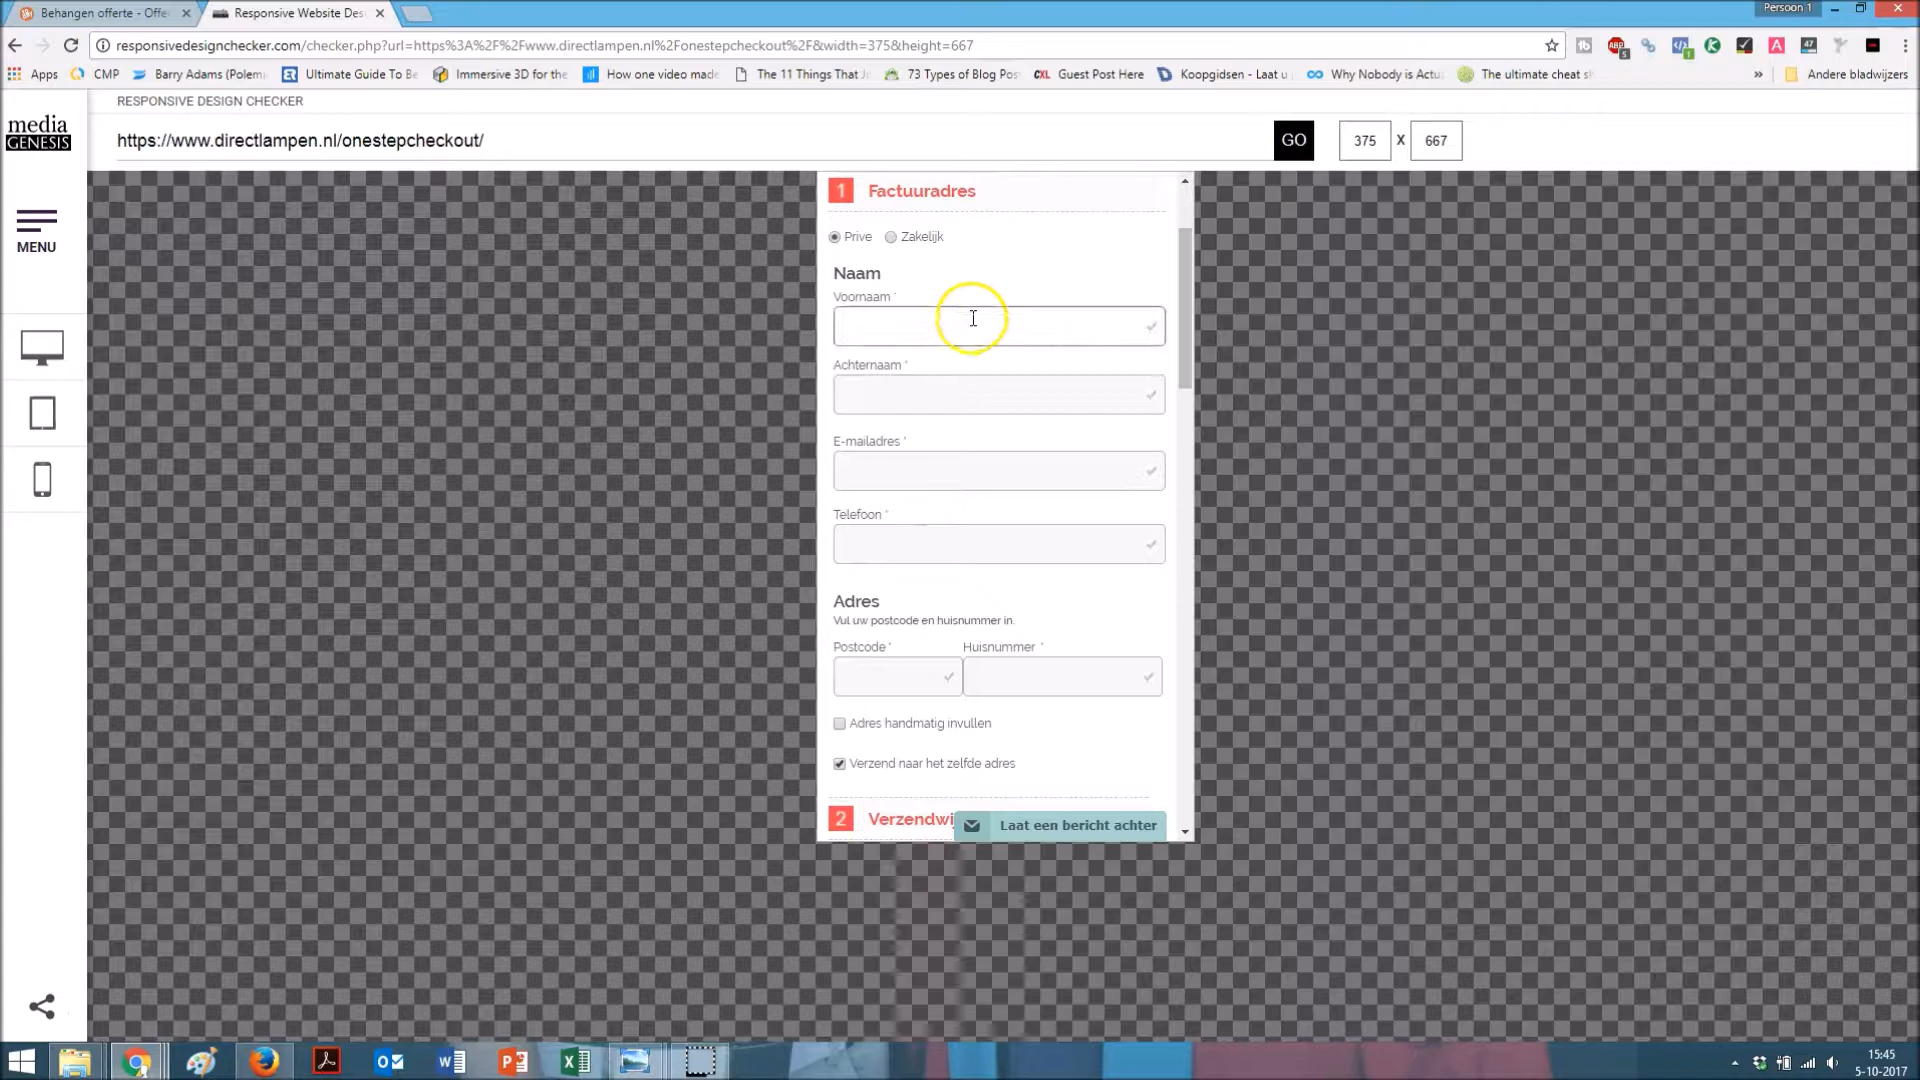 Behangen offerte - Offe
Responsive Website Des
Persoon 1
responsivedesignchecker.com/checker.php?url=https%3A%2F%2Fwww.directlampen.nl%2Fonestepcheckout%2F&width=375&height=667
Apps
CMP
Barry Adams (Polem
Ultimate Guide To Be
Immersive 3D for the
How one video made
The 11 Things That
73 Types of Blog Pos
CXL
Guest Post Here
Koopgidsen - Laat u
Why Nobody is Actu
The ultimate cheat s
»
Andere bladwijzers
media
GENESIS
RESPONSIVE DESIGN CHECKER
https://www.directlampen.nl/onestepcheckout/
GO
375
X
667
MENU
1 Factuuradres
Prive
Zakelijk
Naam
Voornaam *
Achternaam *
E-mailadres *
Telefoon *
Adres
Vul uw postcode en huisnummer in.
Postcode *
Huisnummer *
Adres handmatig invullen
Verzend naar het zelfde adres
2 Verzendwij
Laat een bericht achter
15:45
5-10-2017